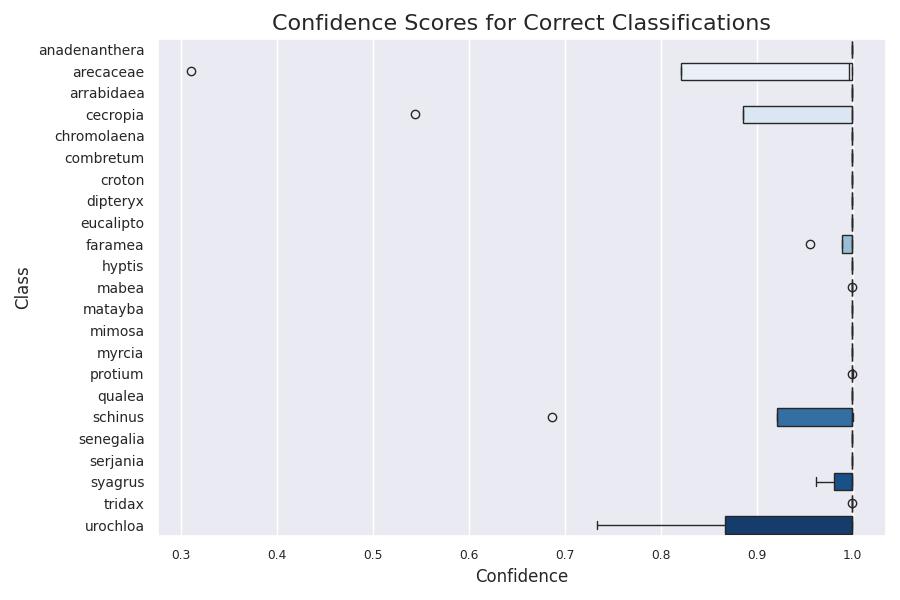 Confidence Scores for Correct Classifications
anadenanthera
arecaceae
arrabidaea
cecropia
chromolaena
combretum
croton
dipteryx
eucalipto
faramea
hyptis
mabea
matayba
mimosa
myrcia
protium
qualea
schinus
senegalia
serjania
syagrus
tridax
urochloa
Class
0.3 0.4 0.5 0.6 0.7 0.8 0.9 1.0
Confidence